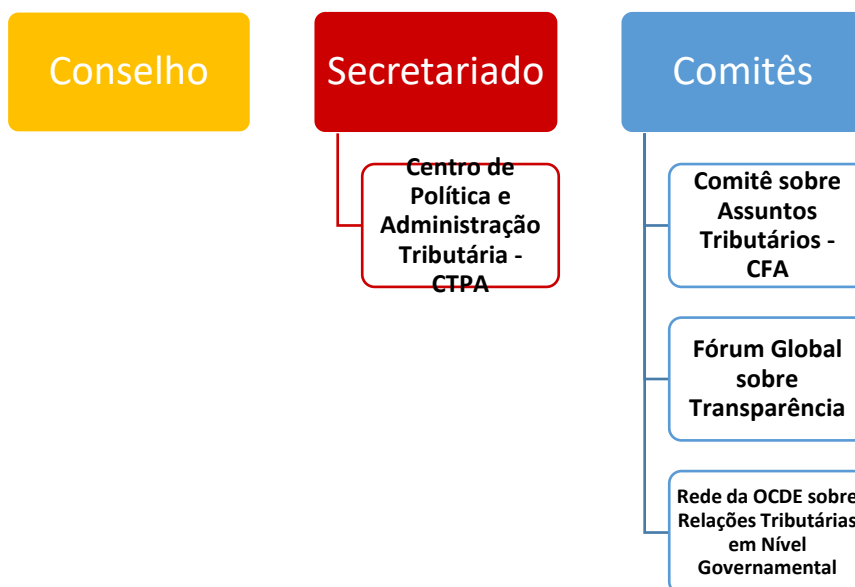 Conselho
Secretariado
Centro de
Política e
Administração
Tributária -
CTPA
Comitês
Comitê sobre
Assuntos
Tributários -
CFA
Fórum Global
sobre
Transparência
Rede da OCDE sobre
Relações Tributárias
em Nível
Governamental